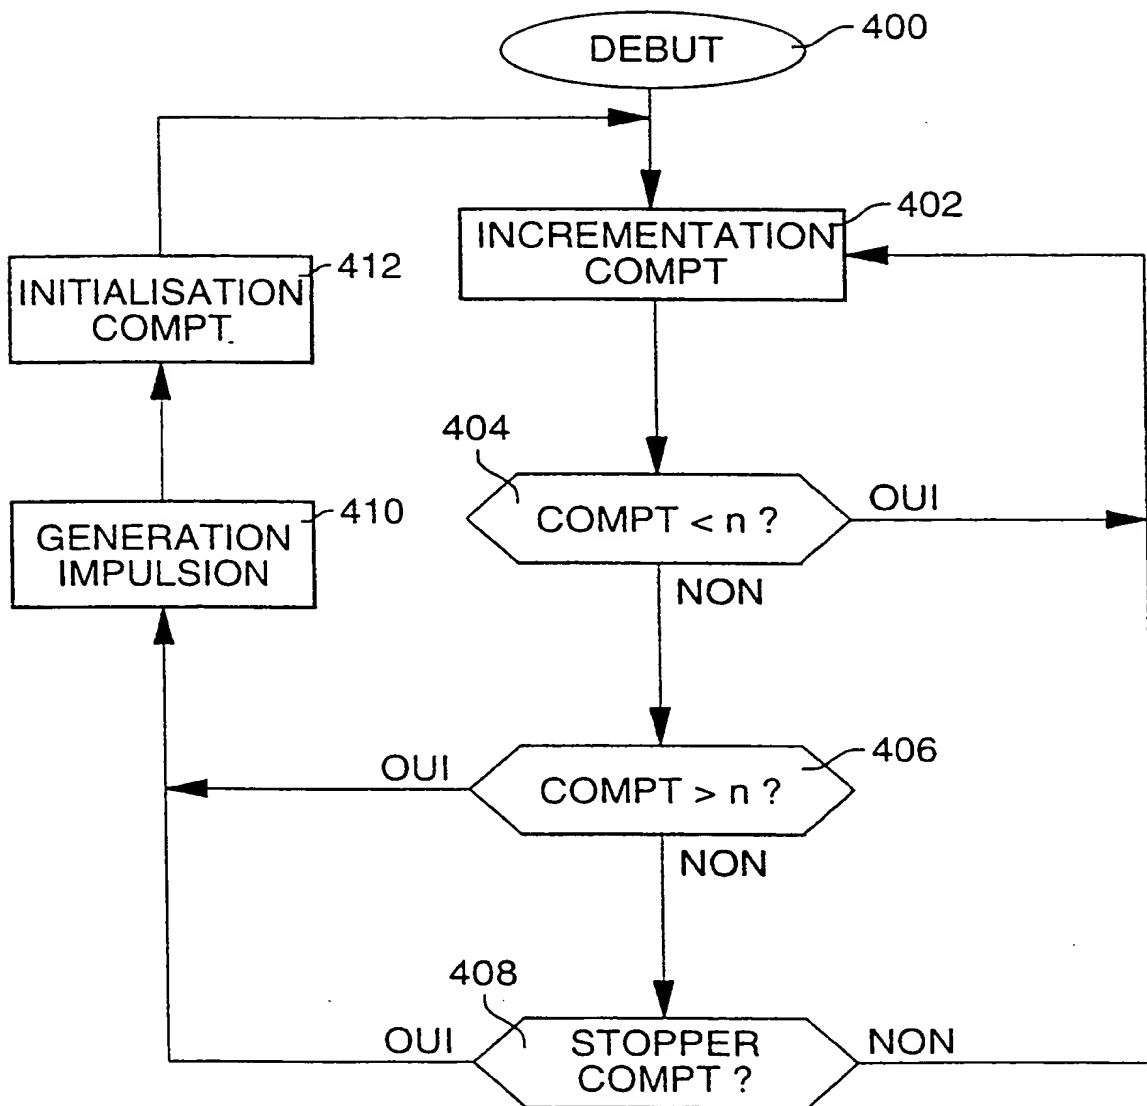 DEBUT
400
INCREMENTATION
COMPT
402
INITIALISATION
COMPT.
412
404
COMPT < n ?
OUI
NON
GENERATION
IMPULSION
410
OUI
COMPT > n ?
406
NON
408
OUI
STOPPER
COMPT ?
NON